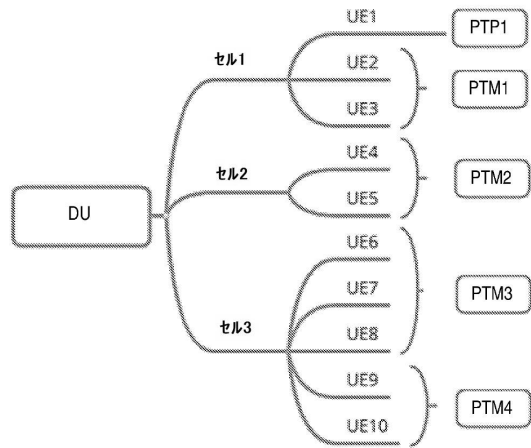 DU
セル1
UE1
PTP1
UE2
UE3
PTM1
セル2
UE4
UE5
PTM2
セル3
UE6
UE7
UE8
PTM3
UE9
UE10
PTM4